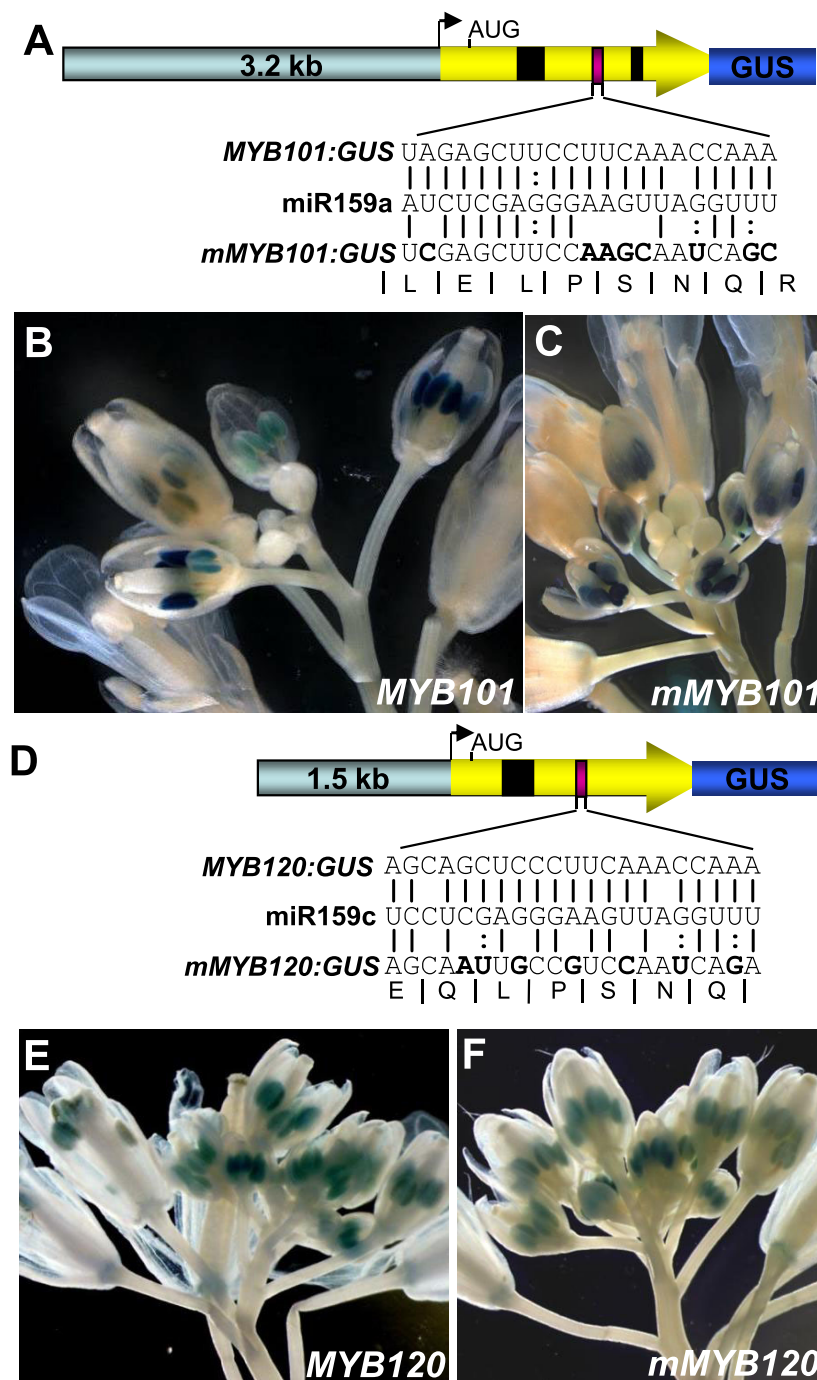 A
AUG
3.2 kb
GUS
MYB101:GUS UAGAGCUUCCUUCAAACCAAA
miR159a AUCUCGAGGGAAGUUAGGUUU
mMYB101:GUS UCGAGCUUCCAAGCAAUCAGC
| L | E | L | P | S | N | Q | R
B
MYB101
C
mMYB101
D
AUG
1.5 kb
GUS
MYB120:GUS AGCAGCUCCCUUCAAACCAAA
miR159c UCCUCGAGGGAAGUUAGGUUU
mMYB120:GUS AGCAAUUGCCGUCCAAUCAGA
E | Q | L | P | S | N | Q |
E
MYB120
F
mMYB120